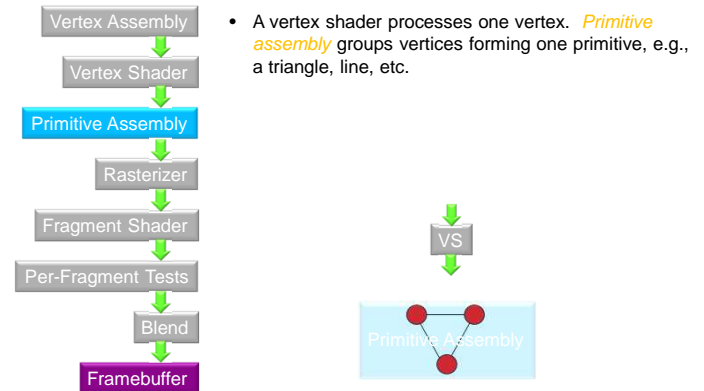 Vertex Assembly
Vertex Shader
Primitive Assembly
Rasterizer
Fragment Shader
Per-Fragment Tests
Blend
Framebuffer
• A vertex shader processes one vertex. Primitive
assembly groups vertices forming one primitive, e.g.,
a triangle, line, etc.
VS
Primitive Assembly